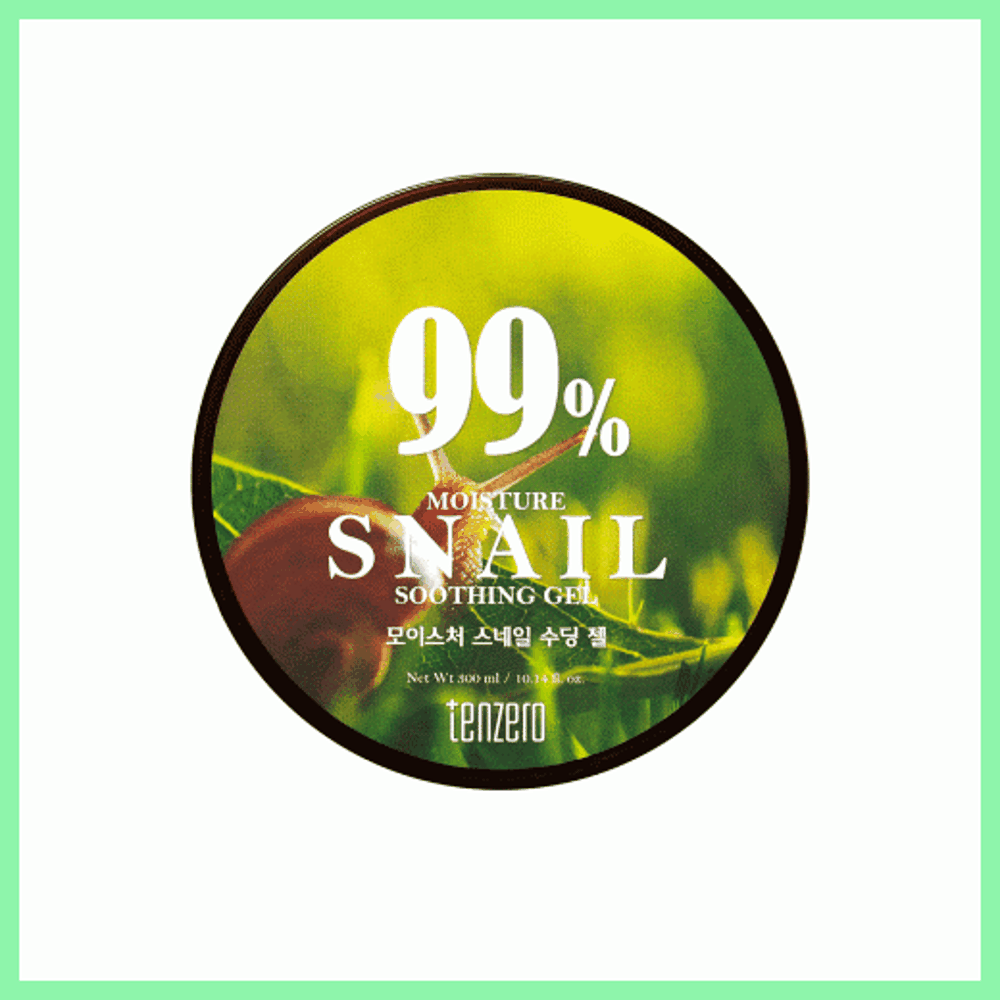 99%
MOISTURE
SNAIL
SOOTHING GEL
모이스처 스네일 수딩 젤
Net Wt 300 ml / 10.14 fl. oz.
tenzero